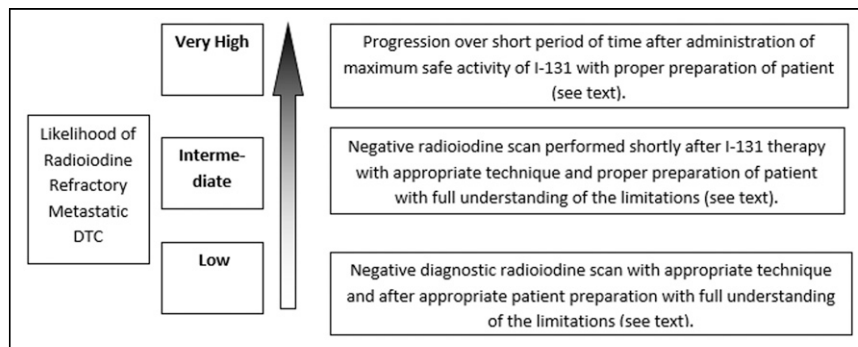 Likelihood of
Radioiodine
Refractory
Metastatic
DTC
Very High
Progression over short period of time after administration of
maximum safe activity of I-131 with proper preparation of patient
(see text).
Interme-
diate
Negative radioiodine scan performed shortly after I-131 therapy
with appropriate technique and proper preparation of patient
with full understanding of the limitations (see text).
Low
Negative diagnostic radioiodine scan with appropriate technique
and after appropriate patient preparation with full understanding
of the limitations (see text).